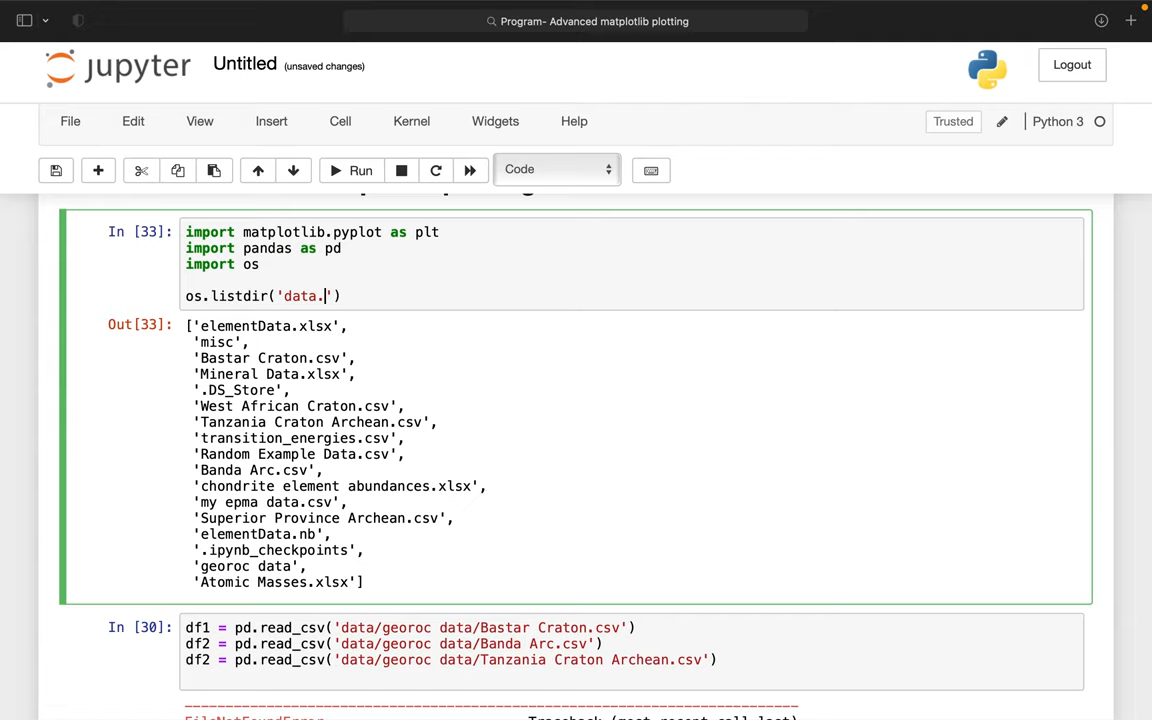 Program- Advanced matplotlib plotting
jupyter Untitled (unsaved changes)
Logout
File Edit View Insert Cell Kernel Widgets Help
Trusted Python 3
Run Code
In [33]: import matplotlib.pyplot as plt
import pandas as pd
import os
os.listdir('data.')
Out[33]: ['elementData.xlsx',
'misc',
'Bastar Craton.csv',
'Mineral Data.xlsx',
'.DS_Store',
'West African Craton.csv',
'Tanzania Craton Archean.csv',
'transition_energies.csv',
'Random Example Data.csv',
'Banda Arc.csv',
'chondrite element abundances.xlsx',
'my epma data.csv',
'Superior Province Archean.csv',
'elementData.nb',
'.ipynb_checkpoints',
'georoc data',
'Atomic Masses.xlsx']
In [30]: df1 = pd.read_csv('data/georoc data/Bastar Craton.csv')
df2 = pd.read_csv('data/georoc data/Banda Arc.csv')
df2 = pd.read_csv('data/georoc data/Tanzania Craton Archean.csv')
FileNotFoundError Traceback (most recent call last)